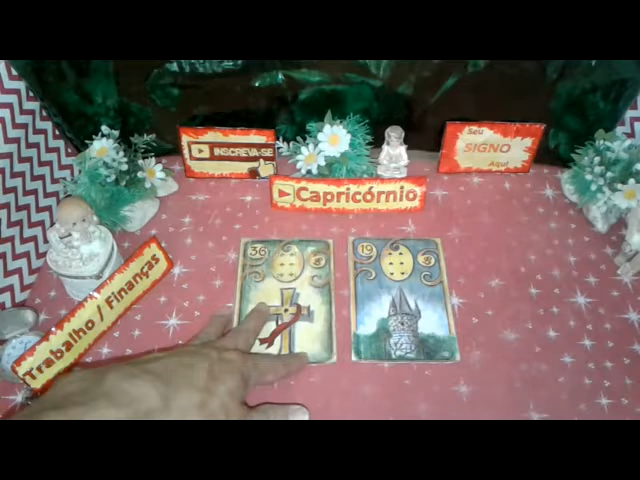 INSCREVA-SE
Seu
SIGNO
Aqui
Capricórnio
Trabalho / Finanças
36
19